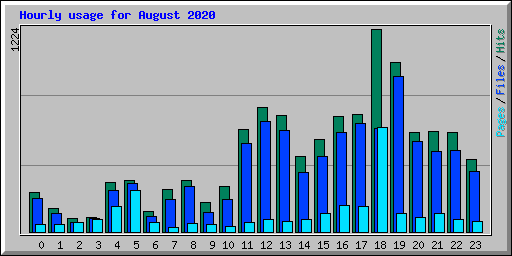 Hourly usage for August 2020
1224
Pages/Files/Hits
0 1 2 3 4 5 6 7 8 9 10 11 12 13 14 15 16 17 18 19 20 21 22 23